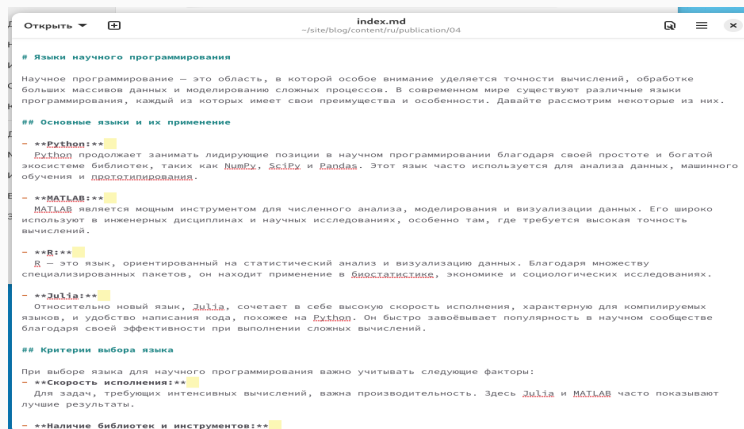 Открыть
index.md
~/site/blog/content/ru/publication/04
# Языки научного программирования
Научное программирование — это область, в которой особое внимание уделяется точности вычислений, обработке
больших массивов данных и моделированию сложных процессов. В современном мире существуют различные языки
программирования, каждый из которых имеет свои преимущества и особенности. Давайте рассмотрим некоторые из них.
## Основные языки и их применение
- **Python:**
Python продолжает занимать лидирующие позиции в научном программировании благодаря своей простоте и богатой
экосистеме библиотек, таких как NumPy, SciPy и Pandas. Этот язык часто используется для анализа данных, машинного
обучения и прототипирования.
- **MATLAB:**
MATLAB является мощным инструментом для численного анализа, моделирования и визуализации данных. Его широко
используют в инженерных дисциплинах и научных исследованиях, особенно там, где требуется высокая точность
вычислений.
- **R:**
R — это язык, ориентированный на статистический анализ и визуализацию данных. Благодаря множеству
специализированных пакетов, он находит применение в биостатистике, экономике и социологических исследованиях.
- **Julia:**
Относительно новый язык, Julia, сочетает в себе высокую скорость исполнения, характерную для компилируемых
языков, и удобство написания кода, похожее на Python. Он быстро завоёвывает популярность в научном сообществе
благодаря своей эффективности при выполнении сложных вычислений.
## Критерии выбора языка
При выборе языка для научного программирования важно учитывать следующие факторы:
- **Скорость исполнения:**
Для задач, требующих интенсивных вычислений, важна производительность. Здесь Julia и MATLAB часто показывают
лучшие результаты.
- **Наличие библиотек и инструментов:**